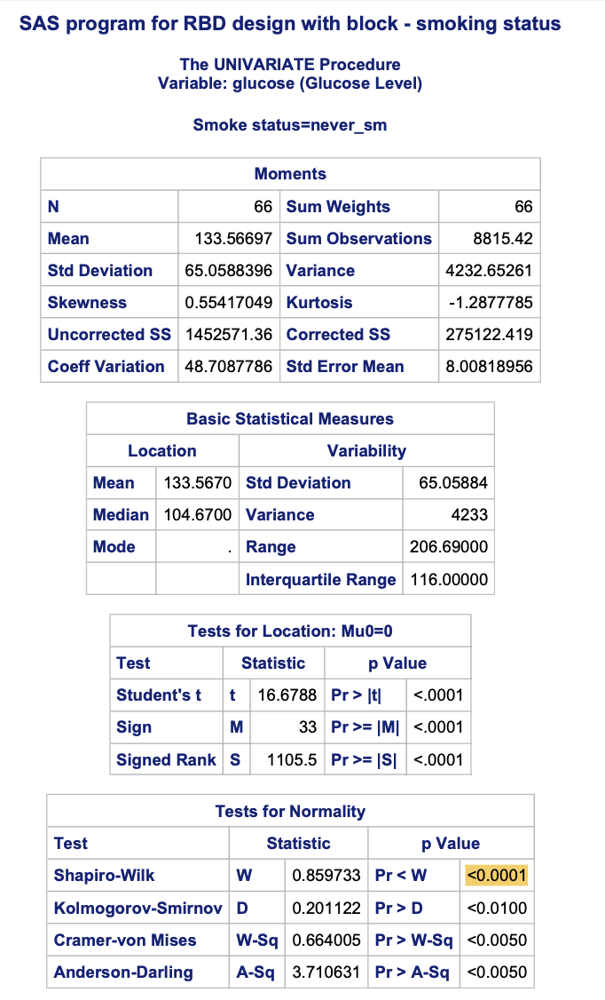 SAS program for RBD design with block - smoking status
The UNIVARIATE Procedure
Variable: glucose (Glucose Level)
Smoke status=never_sm
Moments
N 66 Sum Weights 66
Mean 133.56697 Sum Observations 8815.42
Std Deviation 65.0588396 Variance 4232.65261
Skewness 0.55417049 Kurtosis -1.2877785
Uncorrected SS 1452571.36 Corrected SS 275122.419
Coeff Variation 48.7087786 Std Error Mean 8.00818956
Basic Statistical Measures
Location Variability
Mean 133.5670 Std Deviation 65.05884
Median 104.6700 Variance 4233
Mode . Range 206.69000
Interquartile Range 116.00000
Tests for Location: Mu0=0
Test Statistic p Value
Student's t t 16.6788 Pr > |t| <.0001
Sign M 33 Pr >= |M| <.0001
Signed Rank S 1105.5 Pr >= |S| <.0001
Tests for Normality
Test Statistic p Value
Shapiro-Wilk W 0.859733 Pr < W <0.0001
Kolmogorov-Smirnov D 0.201122 Pr > D <0.0100
Cramer-von Mises W-Sq 0.664005 Pr > W-Sq <0.0050
Anderson-Darling A-Sq 3.710631 Pr > A-Sq <0.0050